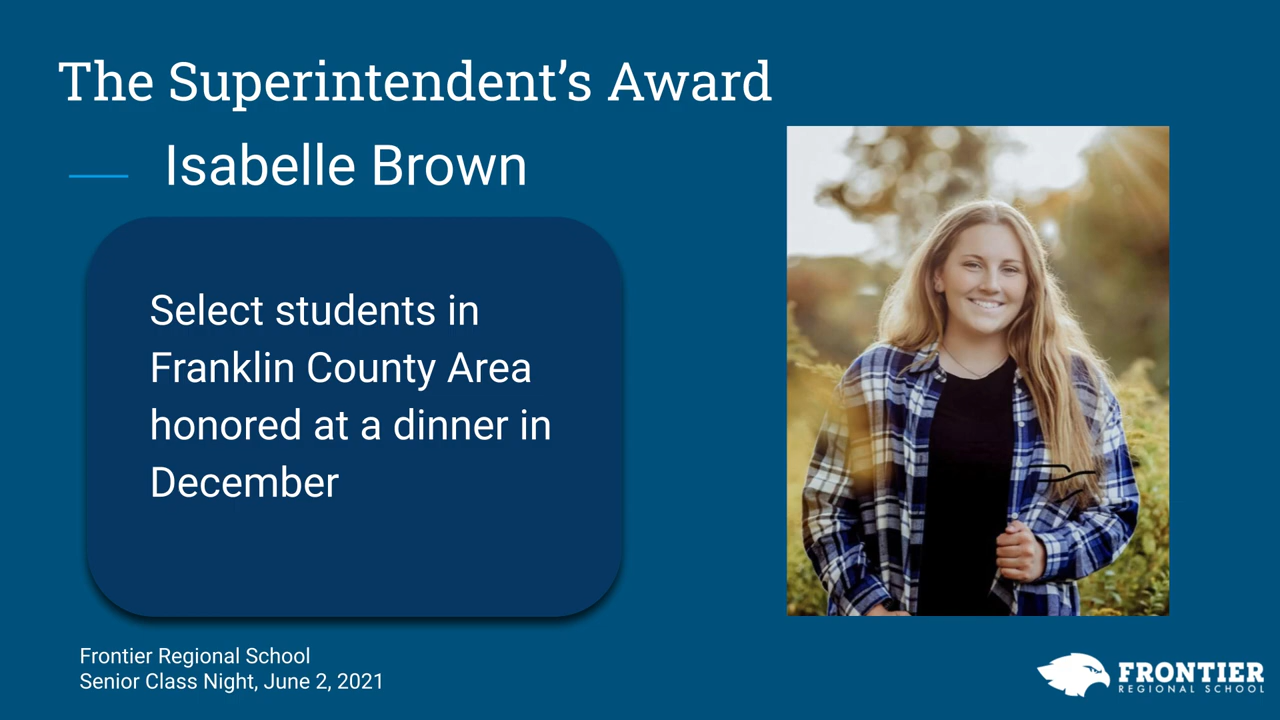 The Superintendent’s Award
Isabelle Brown
Select students in
Franklin County Area
honored at a dinner in
December
Frontier Regional School
Senior Class Night, June 2, 2021
FRONTIER
REGIONAL SCHOOL